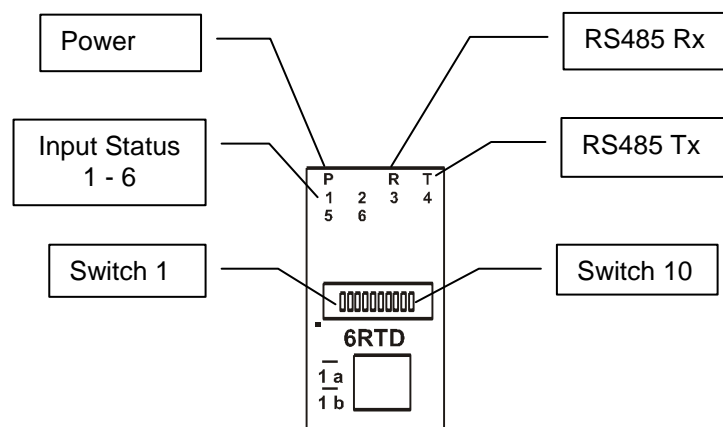 Power
RS485 Rx
Input Status
1 - 6
RS485 Tx
P R T
1 2 3 4
5 6
Switch 1
Switch 10
6RTD
1 a
1 b